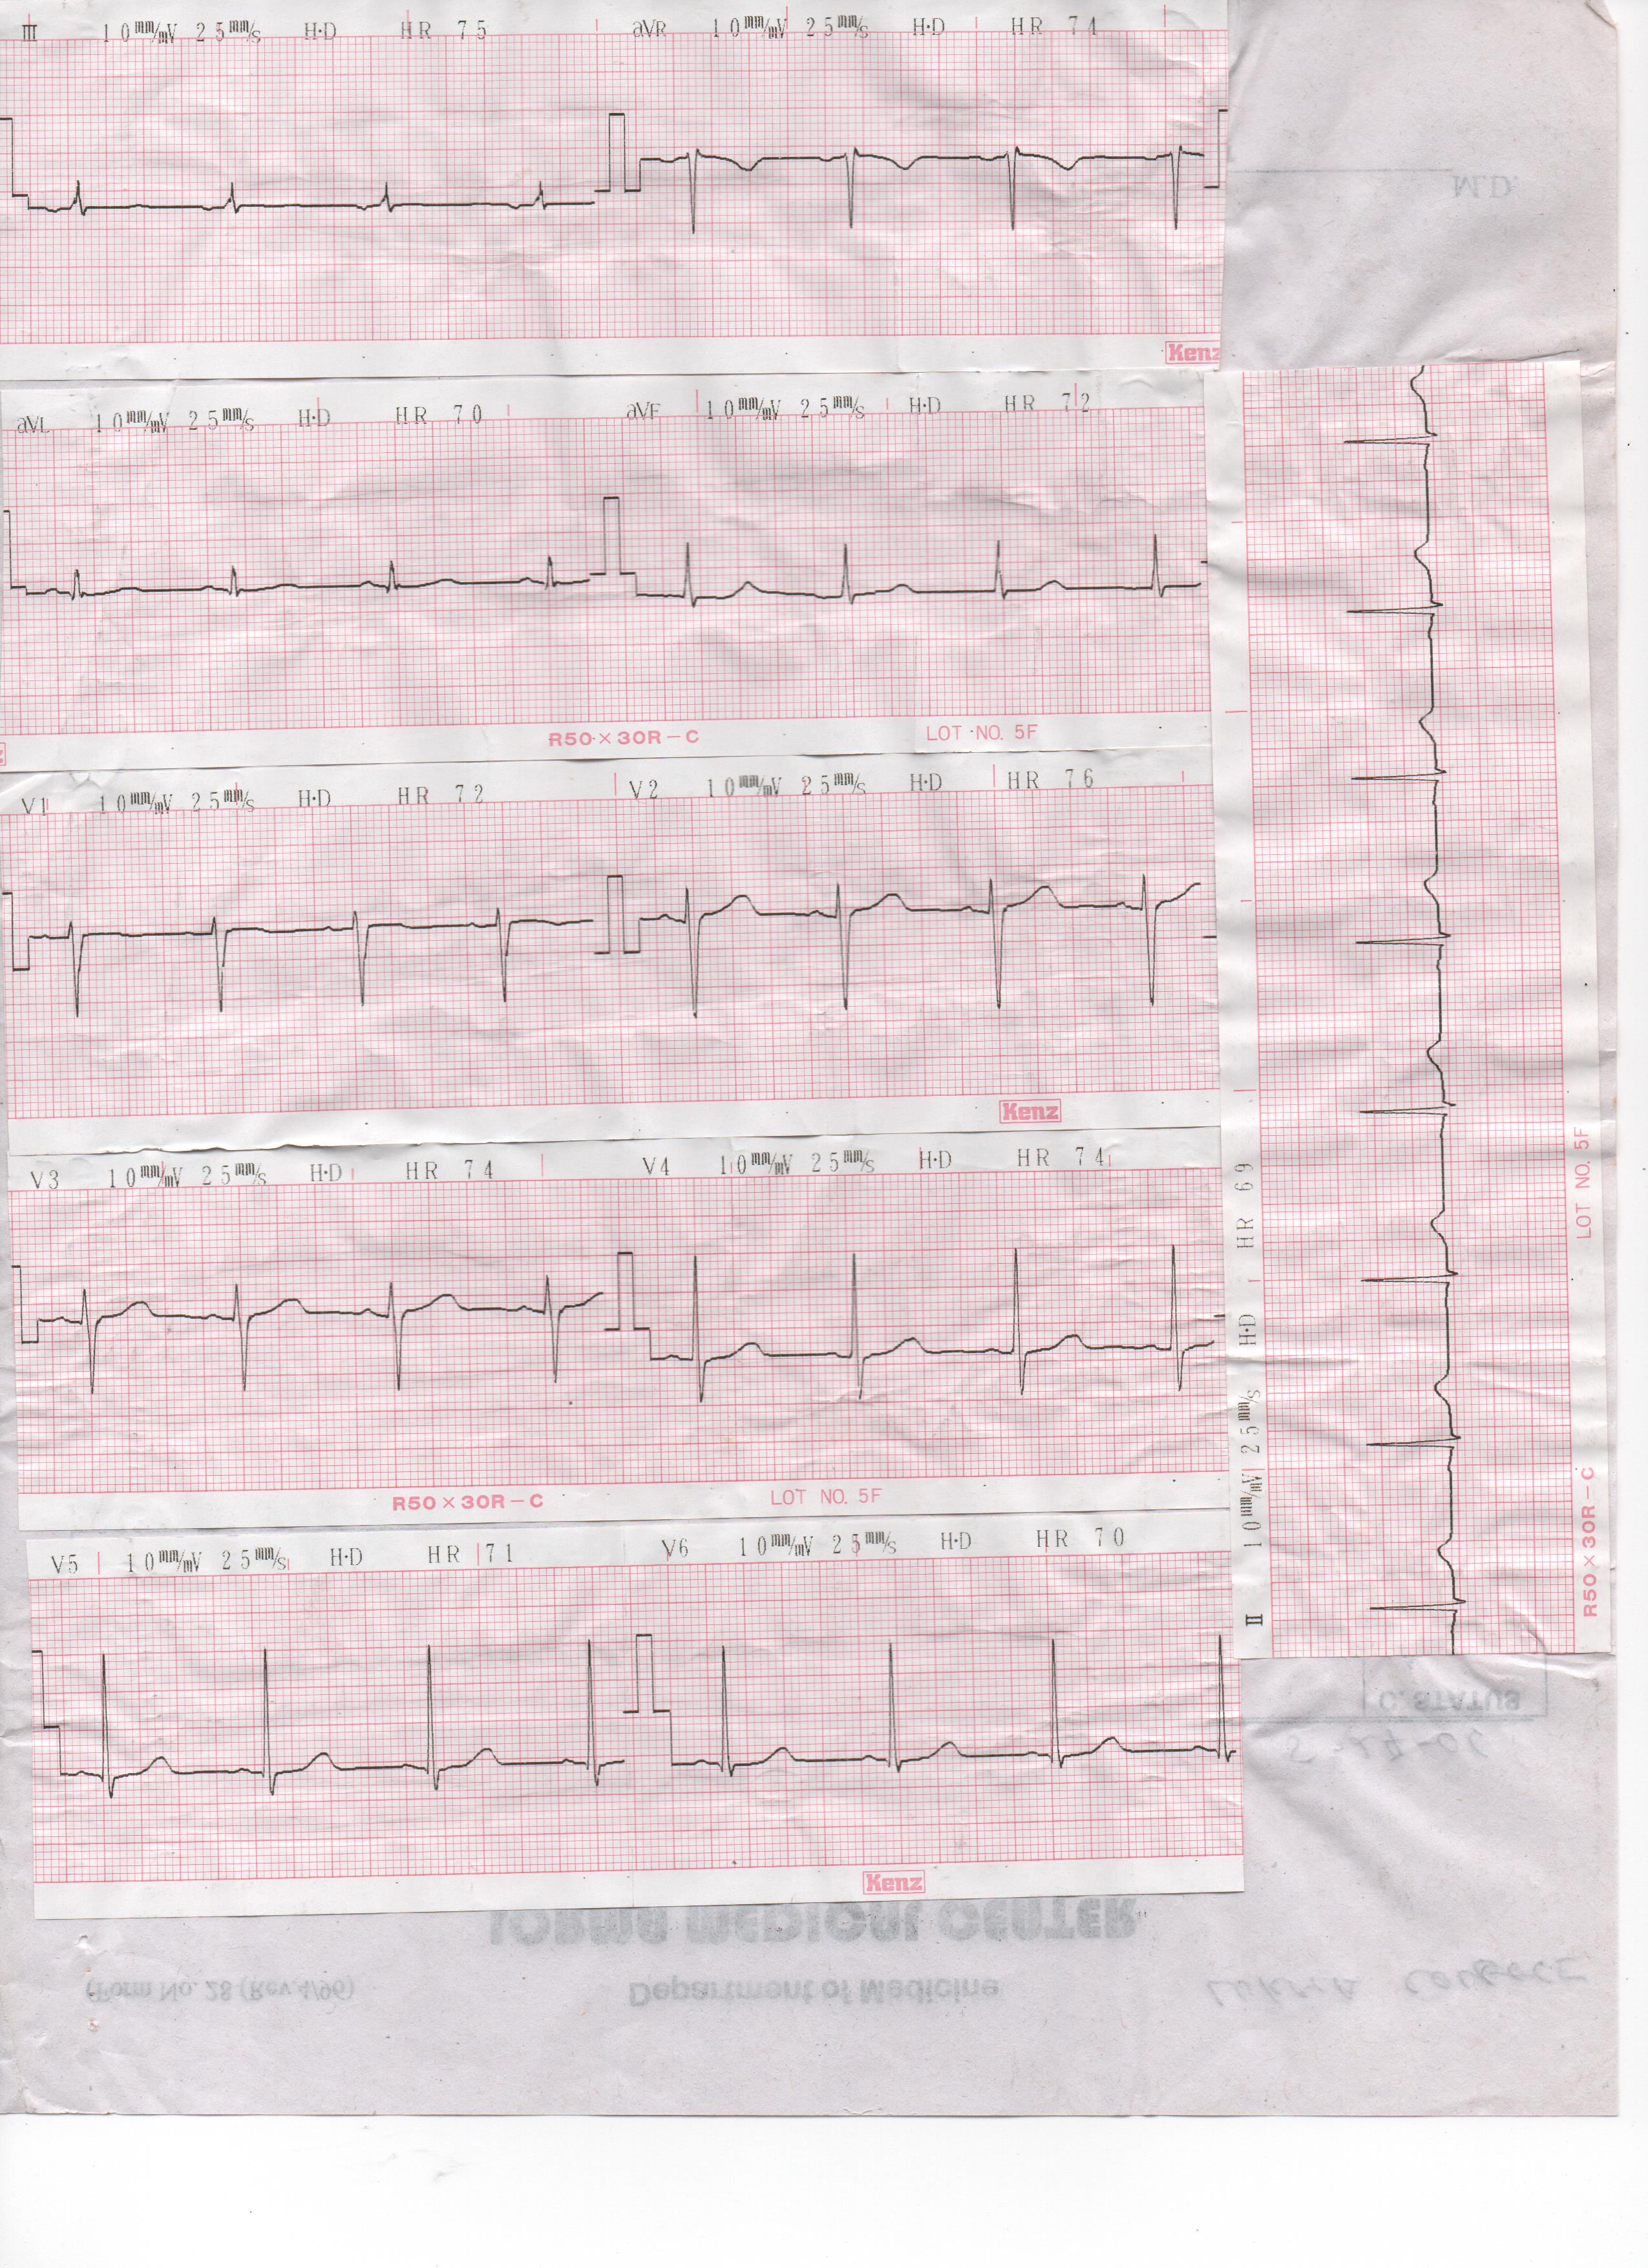 III 10mm/mV 25mm/s H·D HR 75 aVR 10mm/mV 25mm/s H·D HR 74
M.D.
Kenz
aVL 10mm/mV 25mm/s H·D HR 70 aVF 10mm/mV 25mm/s H·D HR 72
R50×30R-C LOT NO. 5F
V1 10mm/mV 25mm/s H·D HR 72 V2 10mm/mV 25mm/s H·D HR 76
Kenz
V3 10mm/mV 25mm/s H·D HR 74 V4 10mm/mV 25mm/s H·D HR 74
R50×30R-C LOT NO. 5F
V5 10mm/mV 25mm/s H·D HR 71 V6 10mm/mV 25mm/s H·D HR 70
Kenz
II 10mm/mV 25mm/s H·D HR 69
R50×30R-C LOT NO. 5F
C. STATUS
LORMA MEDICAL CENTER
(Form No. 28 (Rev.4/96) Department of Medicine